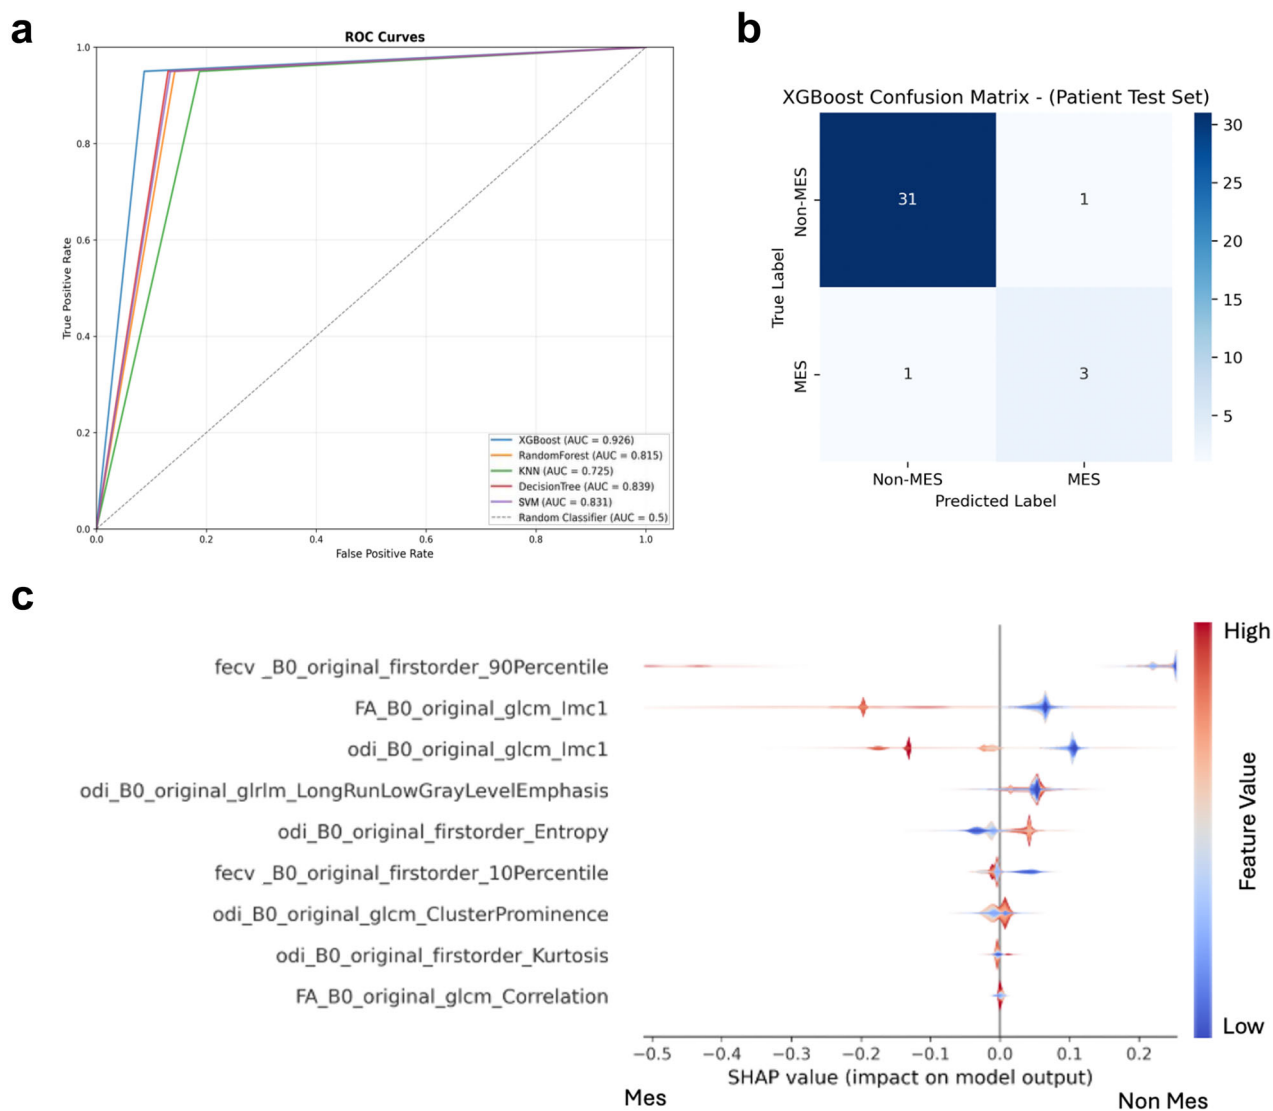 a
ROC Curves
1.0
0.8
0.6
0.4
0.2
0.0
True Positive Rate
0.0 0.2 0.4 0.6 0.8 1.0
False Positive Rate
XGBoost (AUC = 0.926)
RandomForest (AUC = 0.815)
KNN (AUC = 0.725)
DecisionTree (AUC = 0.839)
SVM (AUC = 0.831)
Random Classifier (AUC = 0.5)
b
XGBoost Confusion Matrix - (Patient Test Set)
True Label
Non-MES
MES
31 1
1 3
Non-MES MES
Predicted Label
30
25
20
15
10
5
c
fecv _B0_original_firstorder_90Percentile
FA_B0_original_glcm_Imc1
odi_B0_original_glcm_Imc1
odi_B0_original_glrlm_LongRunLowGrayLevelEmphasis
odi_B0_original_firstorder_Entropy
fecv _B0_original_firstorder_10Percentile
odi_B0_original_glcm_ClusterProminence
odi_B0_original_firstorder_Kurtosis
FA_B0_original_glcm_Correlation
−0.5 −0.4 −0.3 −0.2 −0.1 0.0 0.1 0.2
SHAP value (impact on model output)
Mes
Non Mes
High
Feature Value
Low